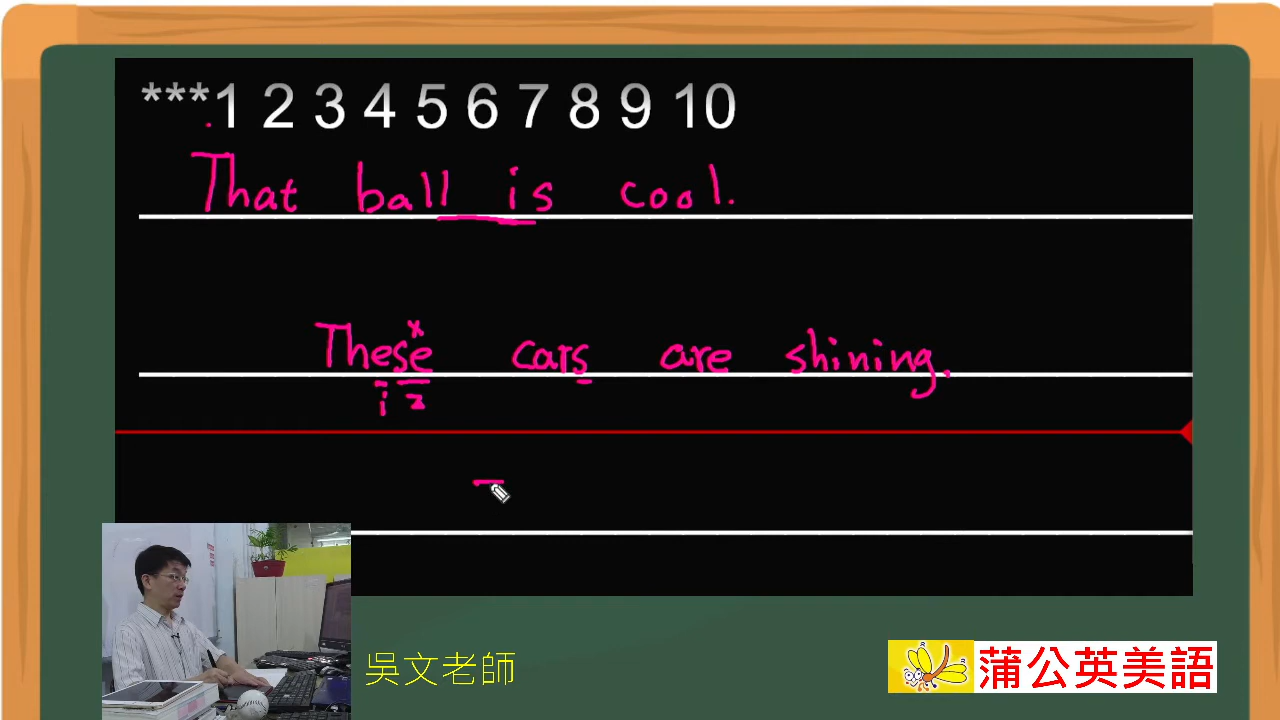 ***1 2 3 4 5 6 7 8 9 10
That ball is cool.
x
These cars are shining.
i z
吳文老師
蒲公英美語